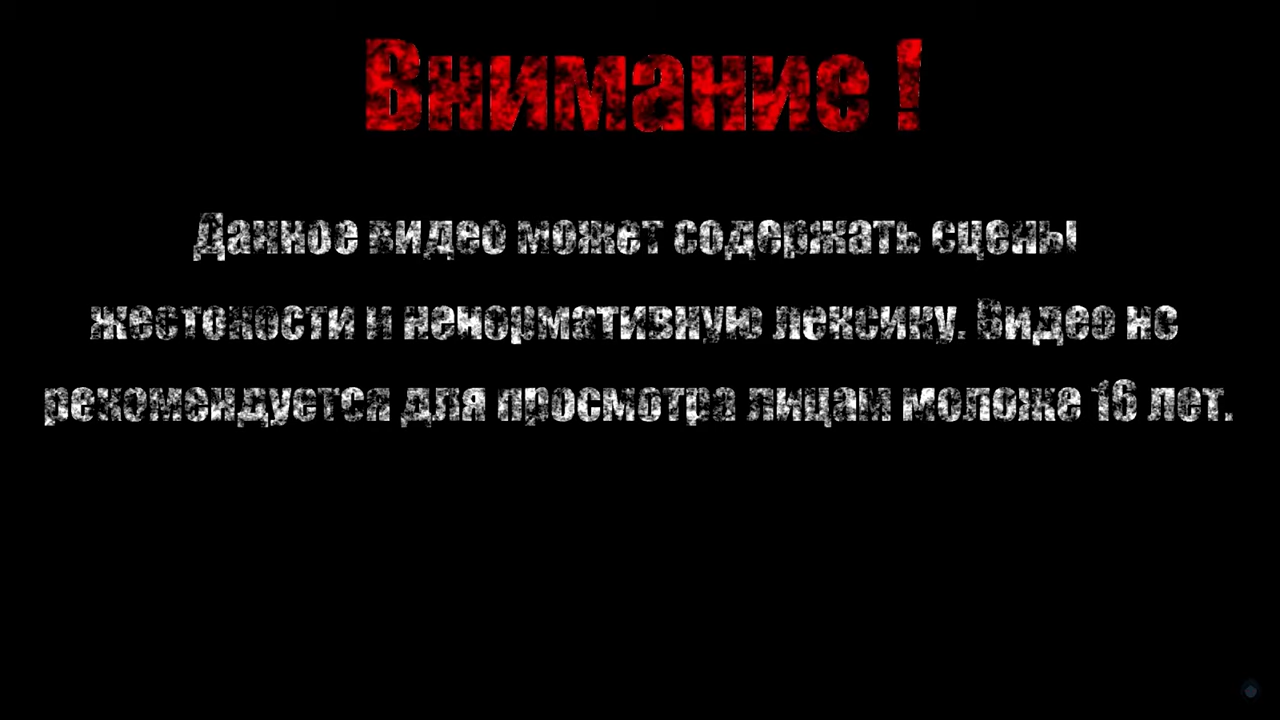 Внимание !
Данное видео может содержать сцены
жестокости и ненормативную лексику. Видео не
рекомендуется для просмотра лицам моложе 16 лет.